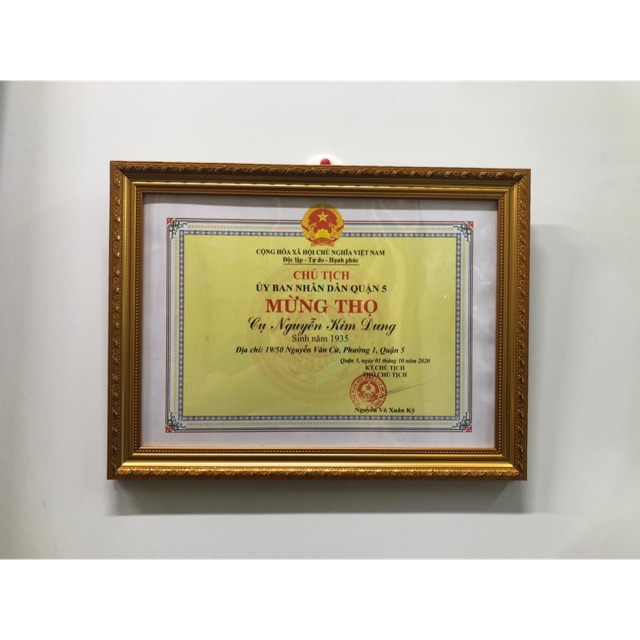 CỘNG HÒA XÃ HỘI CHỦ NGHĨA VIỆT NAM
Độc lập - Tự do - Hạnh phúc
CHỦ TỊCH
ỦY BAN NHÂN DÂN QUẬN 5
MỪNG THỌ
Cụ Nguyễn Kim Dung
Sinh năm 1935
Địa chỉ: 19/50 Nguyễn Văn Cừ, Phường 1, Quận 5
Quận 5, ngày 01 tháng 10 năm 2020
KT.CHỦ TỊCH
PHÓ CHỦ TỊCH
Nguyễn Võ Xuân Kỳ